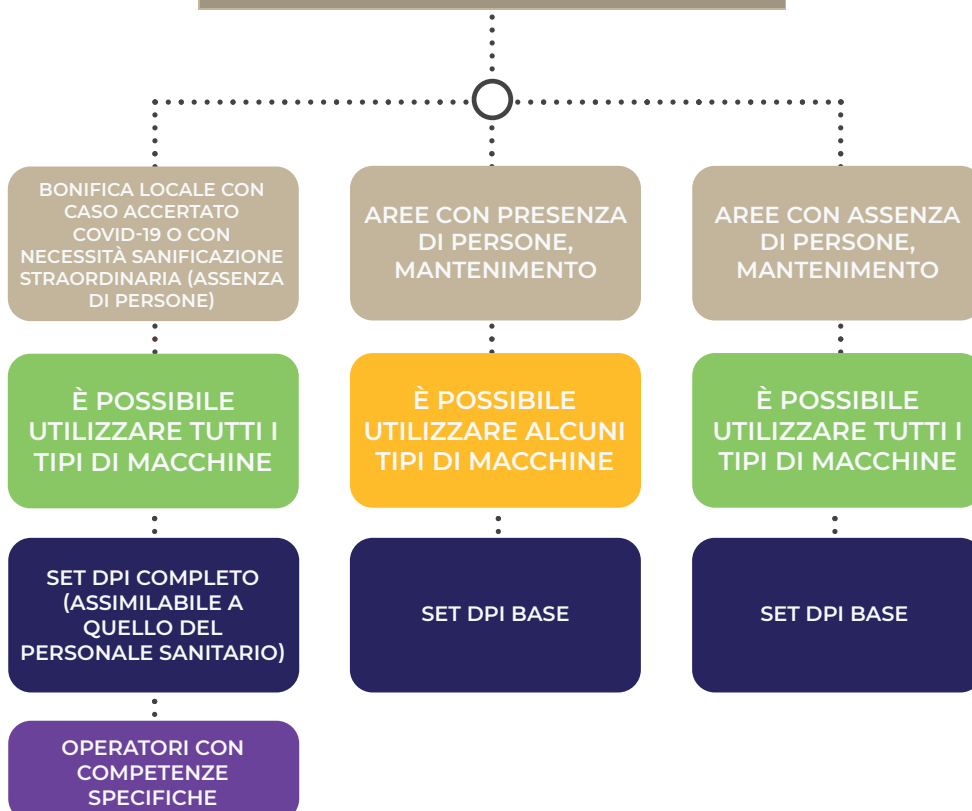 BONIFICA LOCALE CON
CASO ACCERTATO
COVID-19 O CON
NECESSITÀ SANIFICAZIONE
STRAORDINARIA (ASSENZA
DI PERSONE)
AREE CON PRESENZA
DI PERSONE,
MANTENIMENTO
AREE CON ASSENZA
DI PERSONE,
MANTENIMENTO
È POSSIBILE
UTILIZZARE TUTTI I
TIPI DI MACCHINE
È POSSIBILE
UTILIZZARE ALCUNI
TIPI DI MACCHINE
È POSSIBILE
UTILIZZARE TUTTI I
TIPI DI MACCHINE
SET DPI COMPLETO
(ASSIMILABILE A
QUELLO DEL
PERSONALE SANITARIO)
SET DPI BASE
SET DPI BASE
OPERATORI CON
COMPETENZE
SPECIFICHE